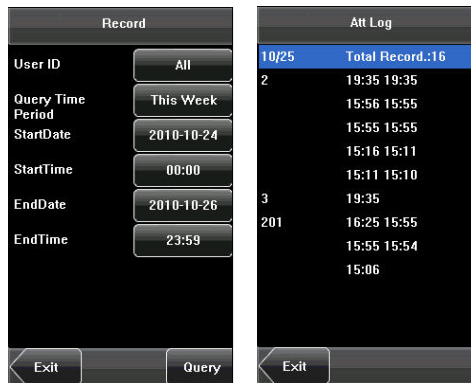 Record
User ID All
Query Time Period This Week
StartDate 2010-10-24
StartTime 00:00
EndDate 2010-10-26
EndTime 23:59
Exit Query
Att Log
10/25 Total Record.:16
2 19:35 19:35
15:56 15:55
15:55 15:55
15:16 15:11
15:11 15:10
3 19:35
201 16:25 15:55
15:55 15:54
15:06
Exit